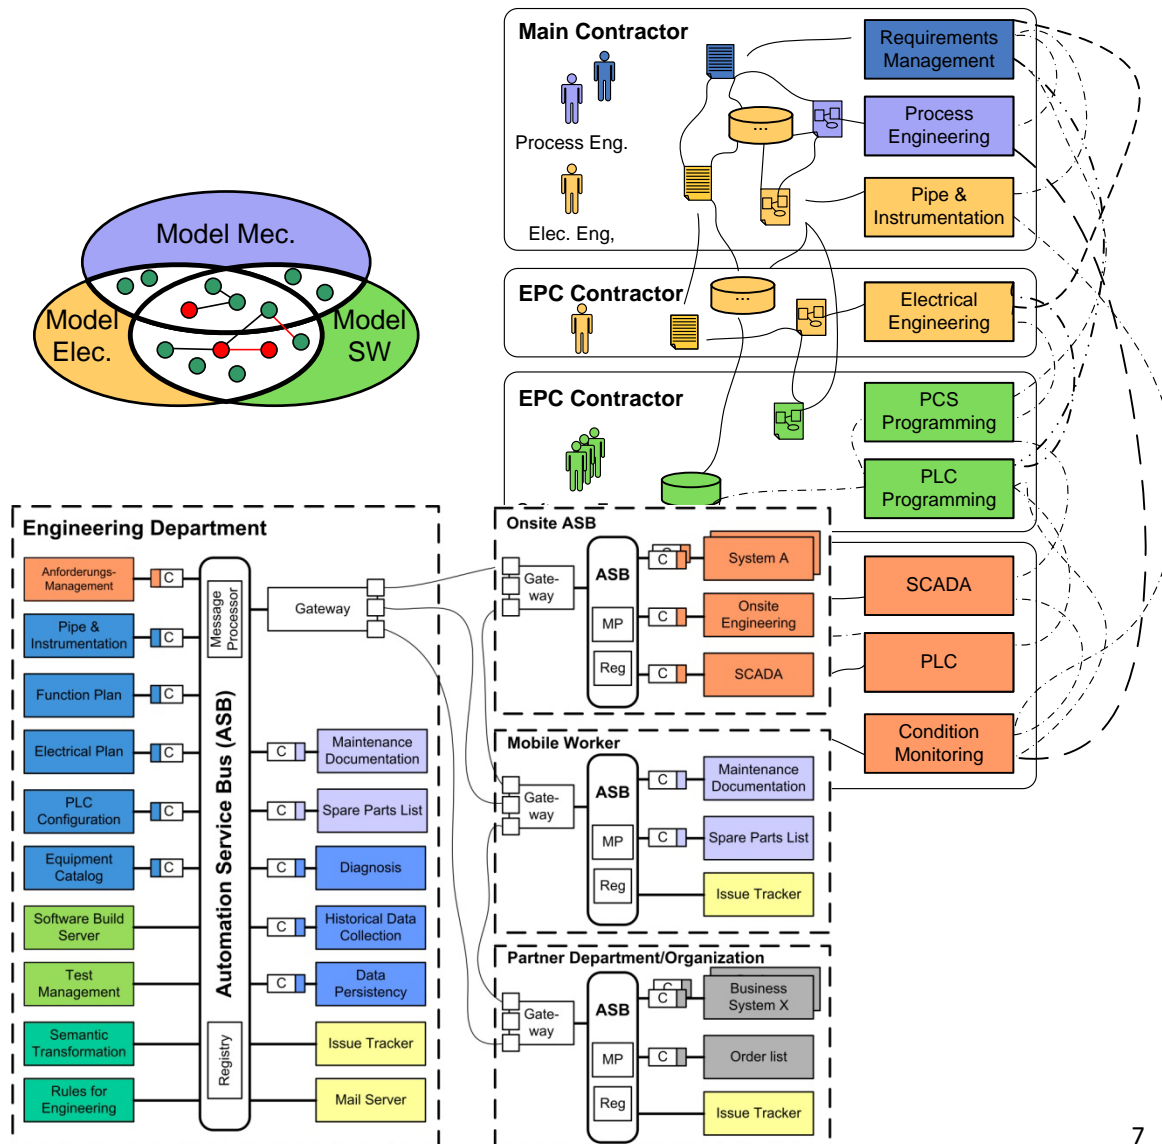 Main Contractor
Process Eng.
Elec. Eng,
...
Requirements
Management
Process
Engineering
Pipe &
Instrumentation
Model Mec.
Model
Elec.
Model
SW
EPC Contractor
...
Electrical
Engineering
EPC Contractor
PCS
Programming
PLC
Programming
SCADA
PLC
Condition
Monitoring
Engineering Department
Anforderungs-
Management
C
Pipe &
Instrumentation
C
Function Plan
C
Electrical Plan
C
PLC
Configuration
C
Equipment
Catalog
C
Software Build
Server
Test
Management
Semantic
Transformation
Rules for
Engineering
Message
Processor
Automation Service Bus (ASB)
Registry
Gateway
C
Maintenance
Documentation
C
Spare Parts List
C
Diagnosis
C
Historical Data
Collection
C
Data
Persistency
Issue Tracker
Mail Server
Onsite ASB
Gate-
way
ASB
MP
Reg
C
System A
C
Onsite
Engineering
C
SCADA
Mobile Worker
Gate-
way
ASB
MP
Reg
C
Maintenance
Documentation
C
Spare Parts List
Issue Tracker
Partner Department/Organization
Gate-
way
ASB
MP
Reg
C
Business
System X
C
Order list
Issue Tracker
7